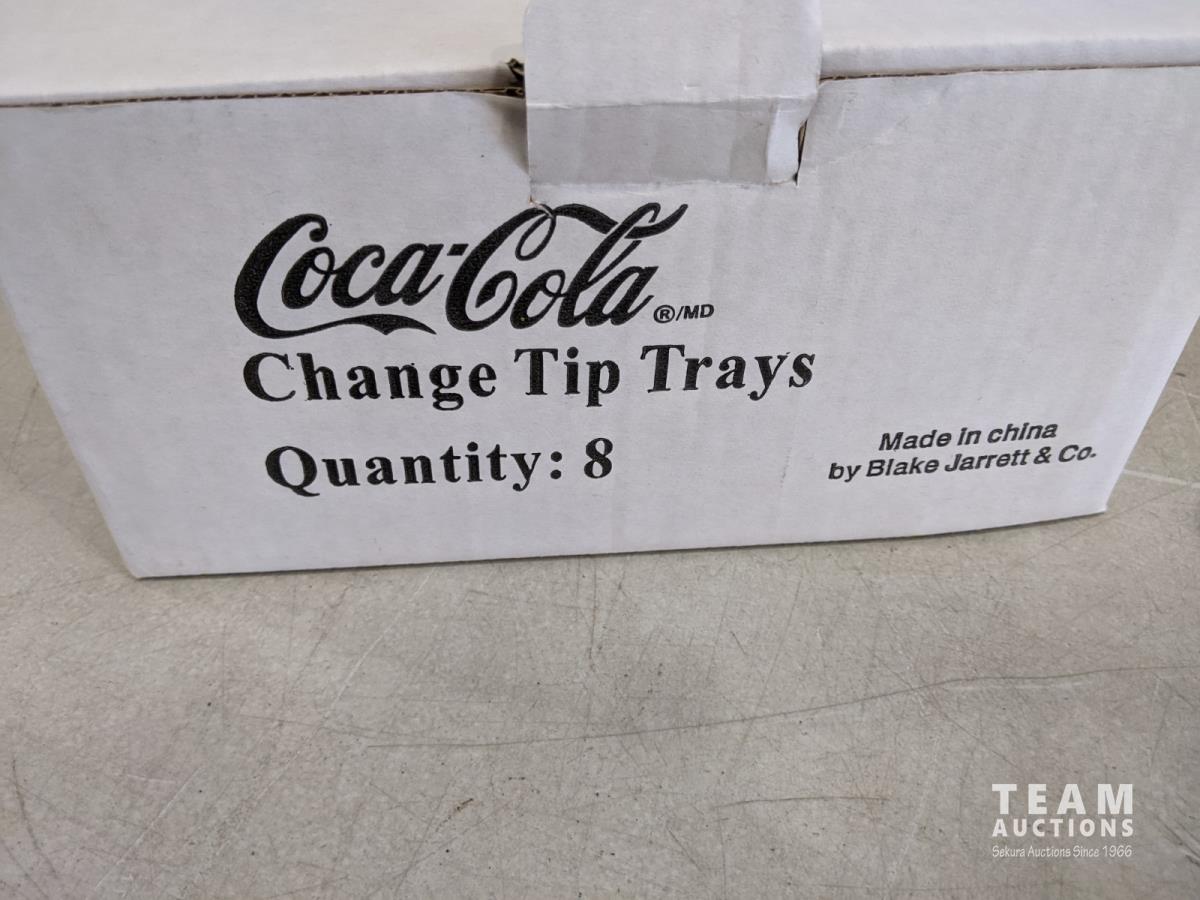 Coca-Cola ®/MD
Change Tip Trays
Quantity: 8
Made in china
by Blake Jarrett & Co.
TEAM
AUCTIONS
Sekura Auctions Since 1966